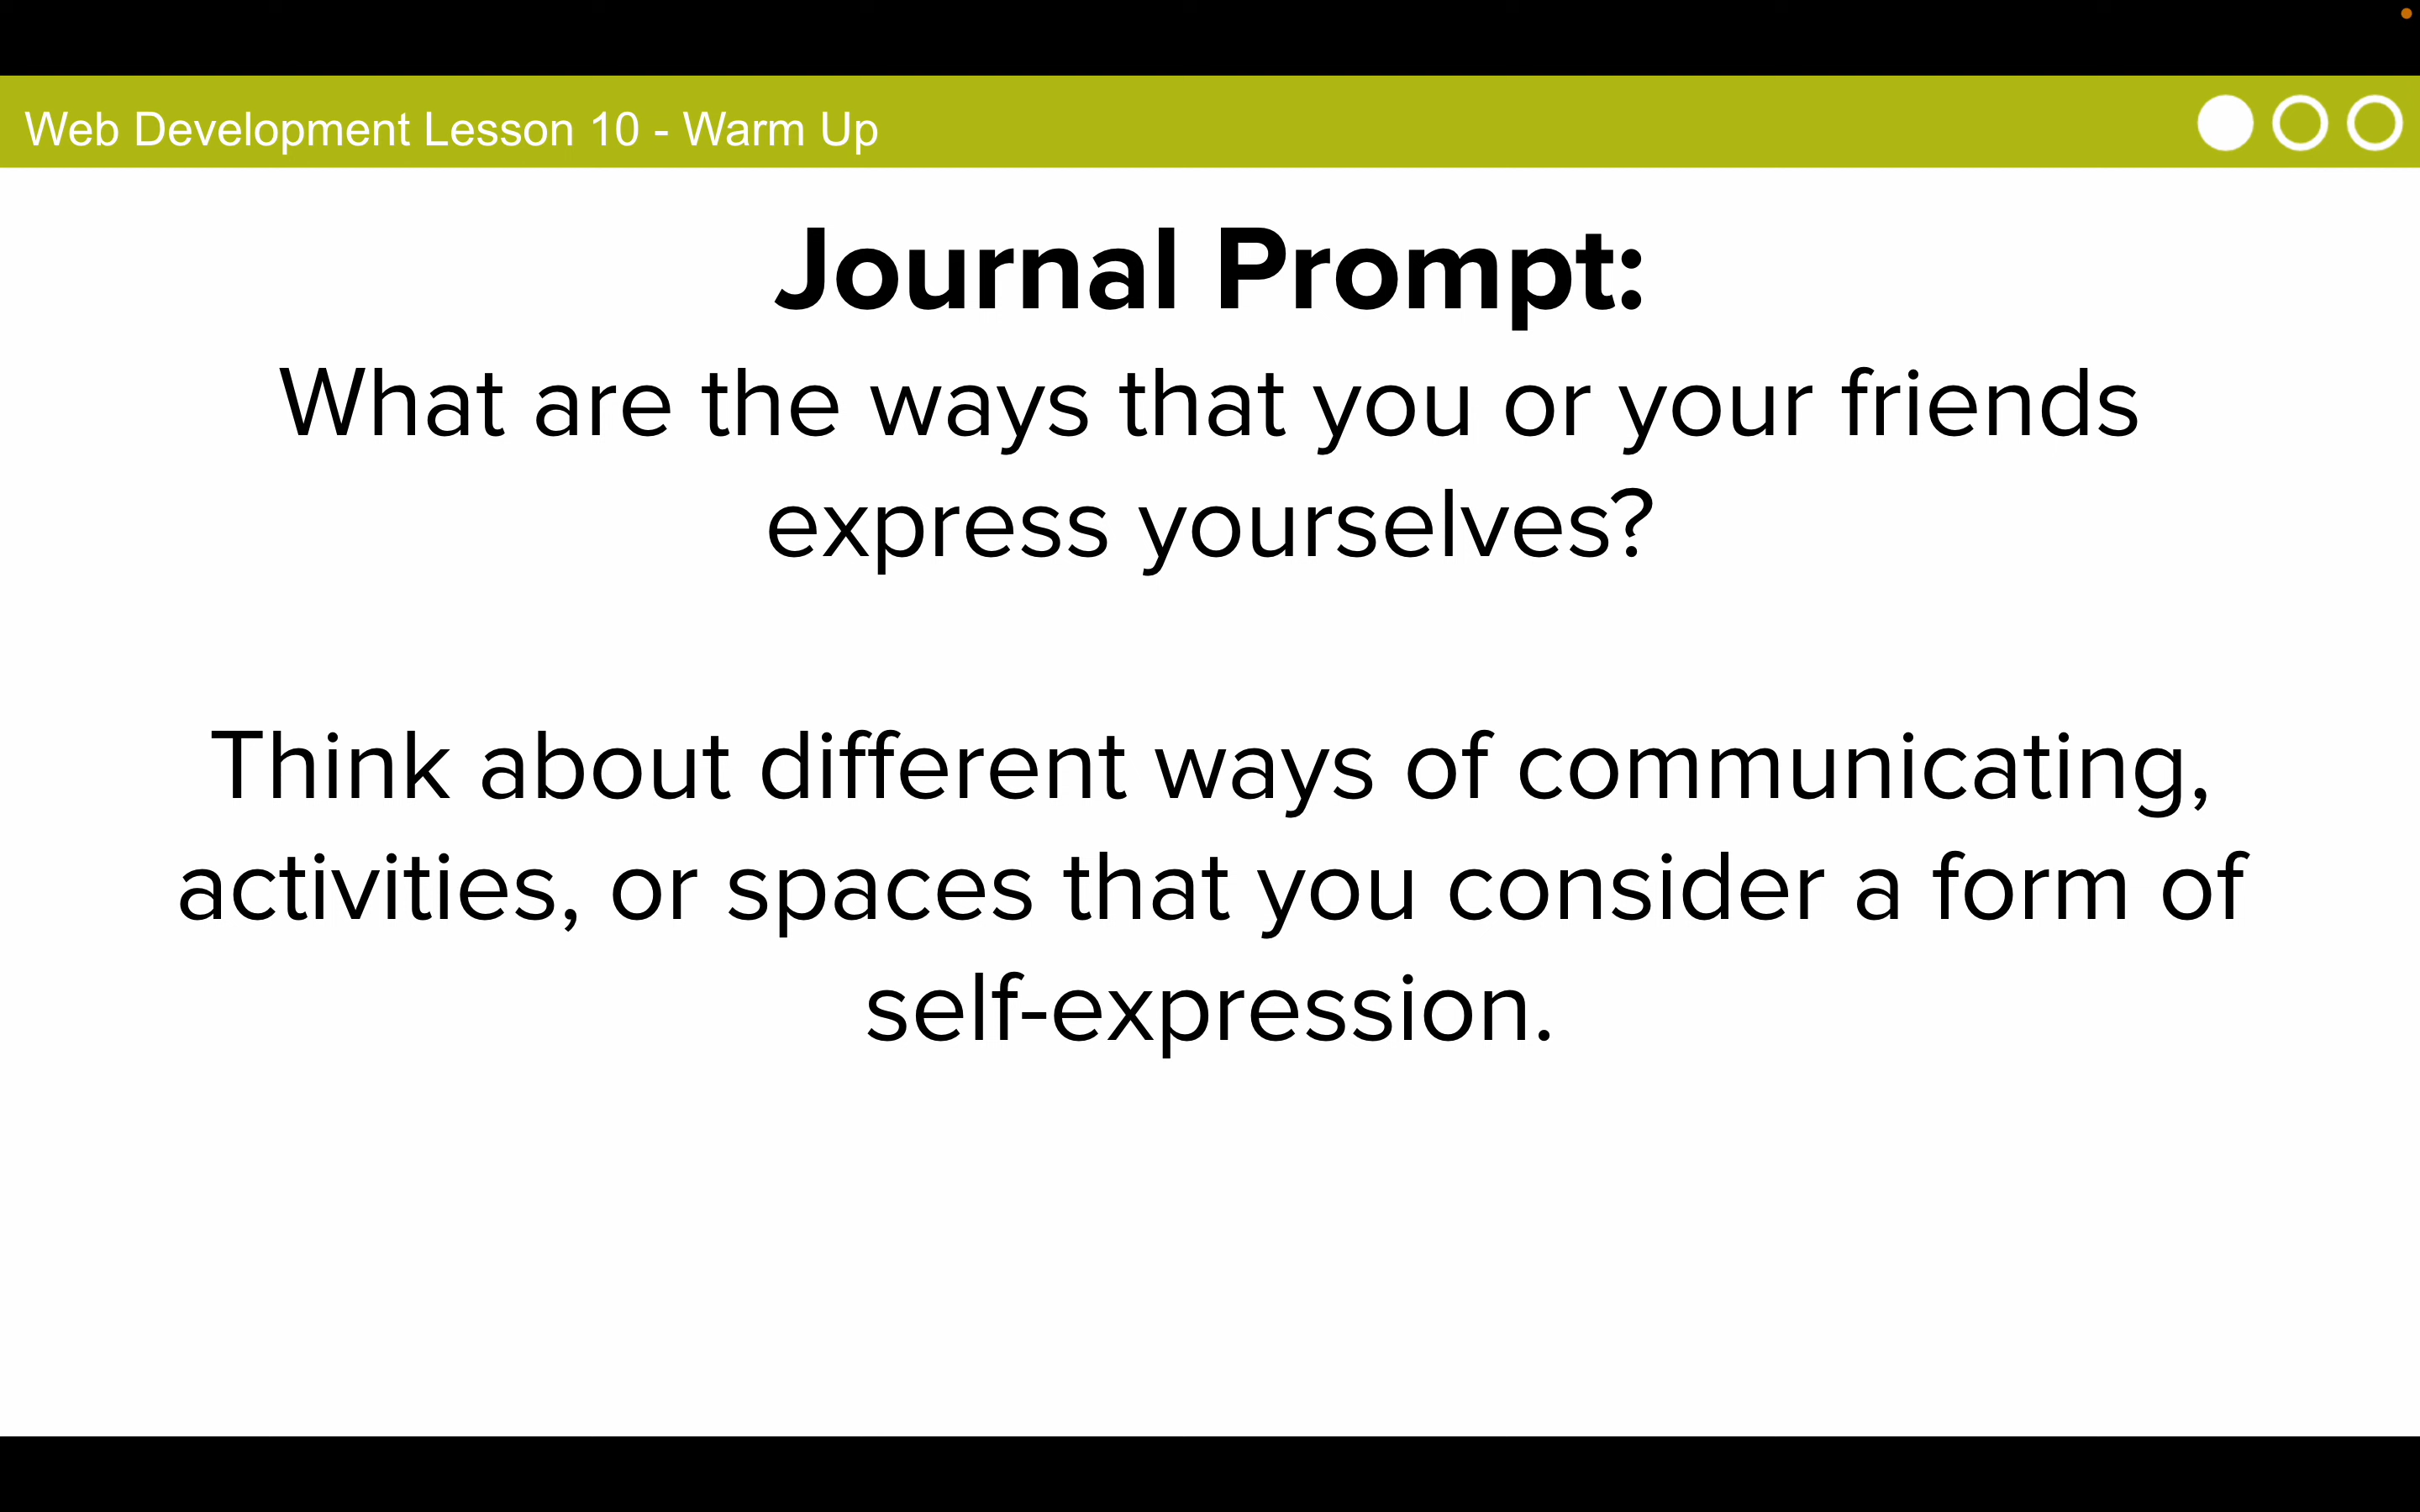 Web Development Lesson 10 - Warm Up
Journal Prompt:
What are the ways that you or your friends
express yourselves?
Think about different ways of communicating,
activities, or spaces that you consider a form of
self-expression.